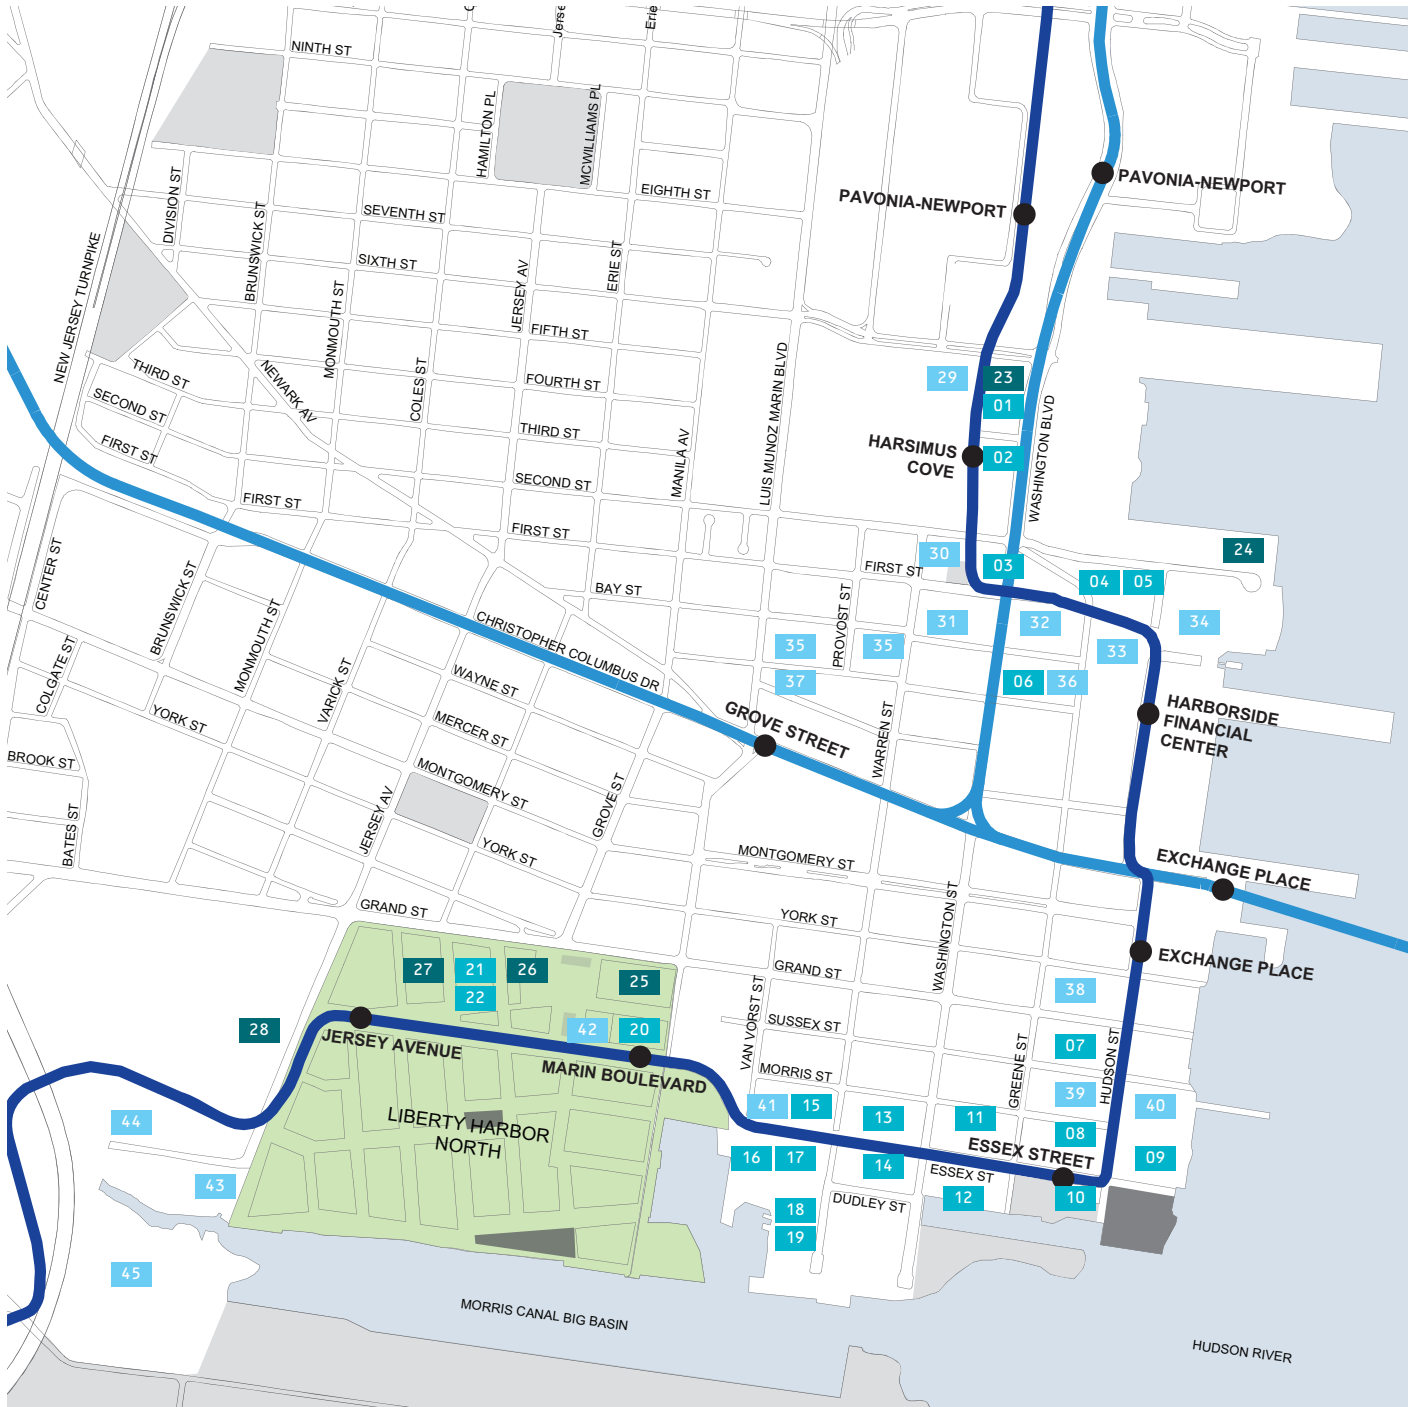 Jerse
Erie
NINTH ST
HAMILTON PL
MCWILLIAMS PL
EIGHTH ST
PAVONIA-NEWPORT
PAVONIA-NEWPORT
DIVISION ST
BRUNSWICK ST
SEVENTH ST
SIXTH ST
ERIE ST
JERSEY AV
NEW JERSEY TURNPIKE
MONMOUTH ST
FIFTH ST
FOURTH ST
THIRD ST
NEWARK AV
COLES ST
LUIS MUNOZ MARIN BLVD
29
23
01
SECOND ST
THIRD ST
MANILA AV
HARSIMUS
COVE
02
WASHINGTON BLVD
FIRST ST
SECOND ST
FIRST ST
FIRST ST
30
FIRST ST
03
24
04
05
CENTER ST
BRUNSWICK ST
BAY ST
PROVOST ST
MONMOUTH ST
CHRISTOPHER COLUMBUS DR
31
32
34
35
35
33
COLGATE ST
VARICK ST
WAYNE ST
37
06
36
YORK ST
MERCER ST
GROVE STREET
WARREN ST
HARBORSIDE
FINANCIAL
CENTER
BROOK ST
MONTGOMERY ST
BATES ST
JERSEY AV
GROVE ST
YORK ST
MONTGOMERY ST
EXCHANGE PLACE
GRAND ST
YORK ST
WASHINGTON ST
EXCHANGE PLACE
27
21
26
25
GRAND ST
22
38
28
JERSEY AVENUE
42
20
VAN VORST ST
SUSSEX ST
07
MARIN BOULEVARD
MORRIS ST
GREENE ST
HUDSON ST
39
44
41
15
13
11
40
LIBERTY HARBOR
NORTH
08
ESSEX STREET
16
17
14
09
43
ESSEX ST
12
10
DUDLEY ST
18
19
45
MORRIS CANAL BIG BASIN
HUDSON RIVER